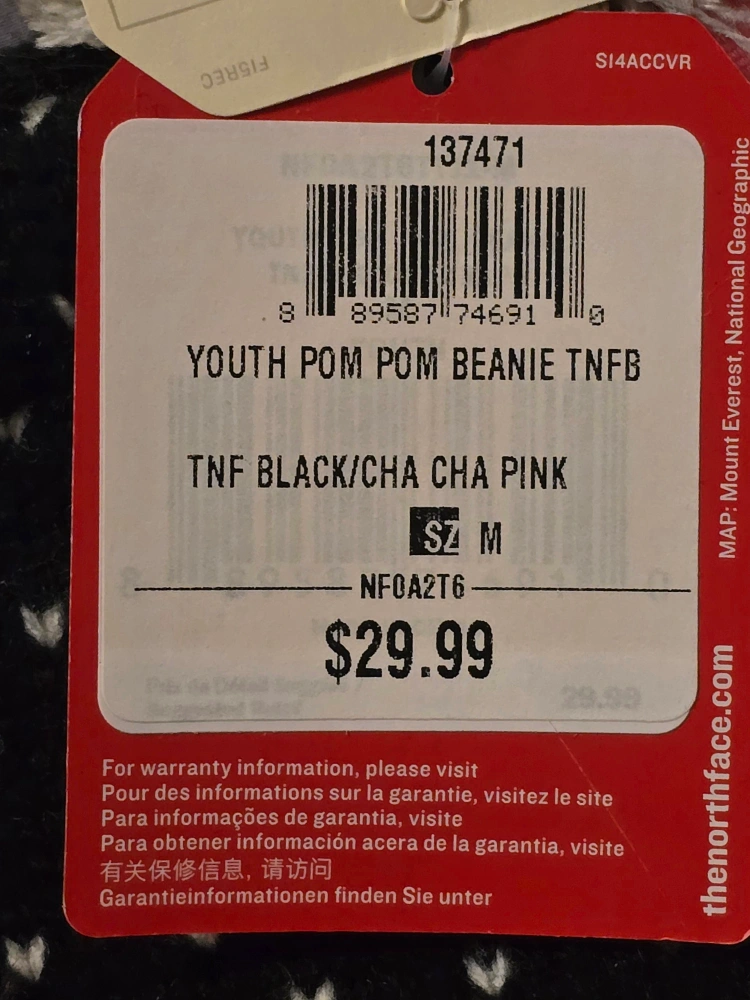 FI5REC
SI4ACCVR
137471
8 89587 74691 0
YOUTH POM POM BEANIE TNFB
TNF BLACK/CHA CHA PINK
SZ M
NF0A2T6
$29.99
29.99
For warranty information, please visit
Pour des informations sur la garantie, visitez le site
Para informações de garantia, visite
Para obtener información acerca de la garantía, visite
有关保修信息, 请访问
Garantieinformationen finden Sie unter
MAP: Mount Everest, National Geographic
thenorthface.com